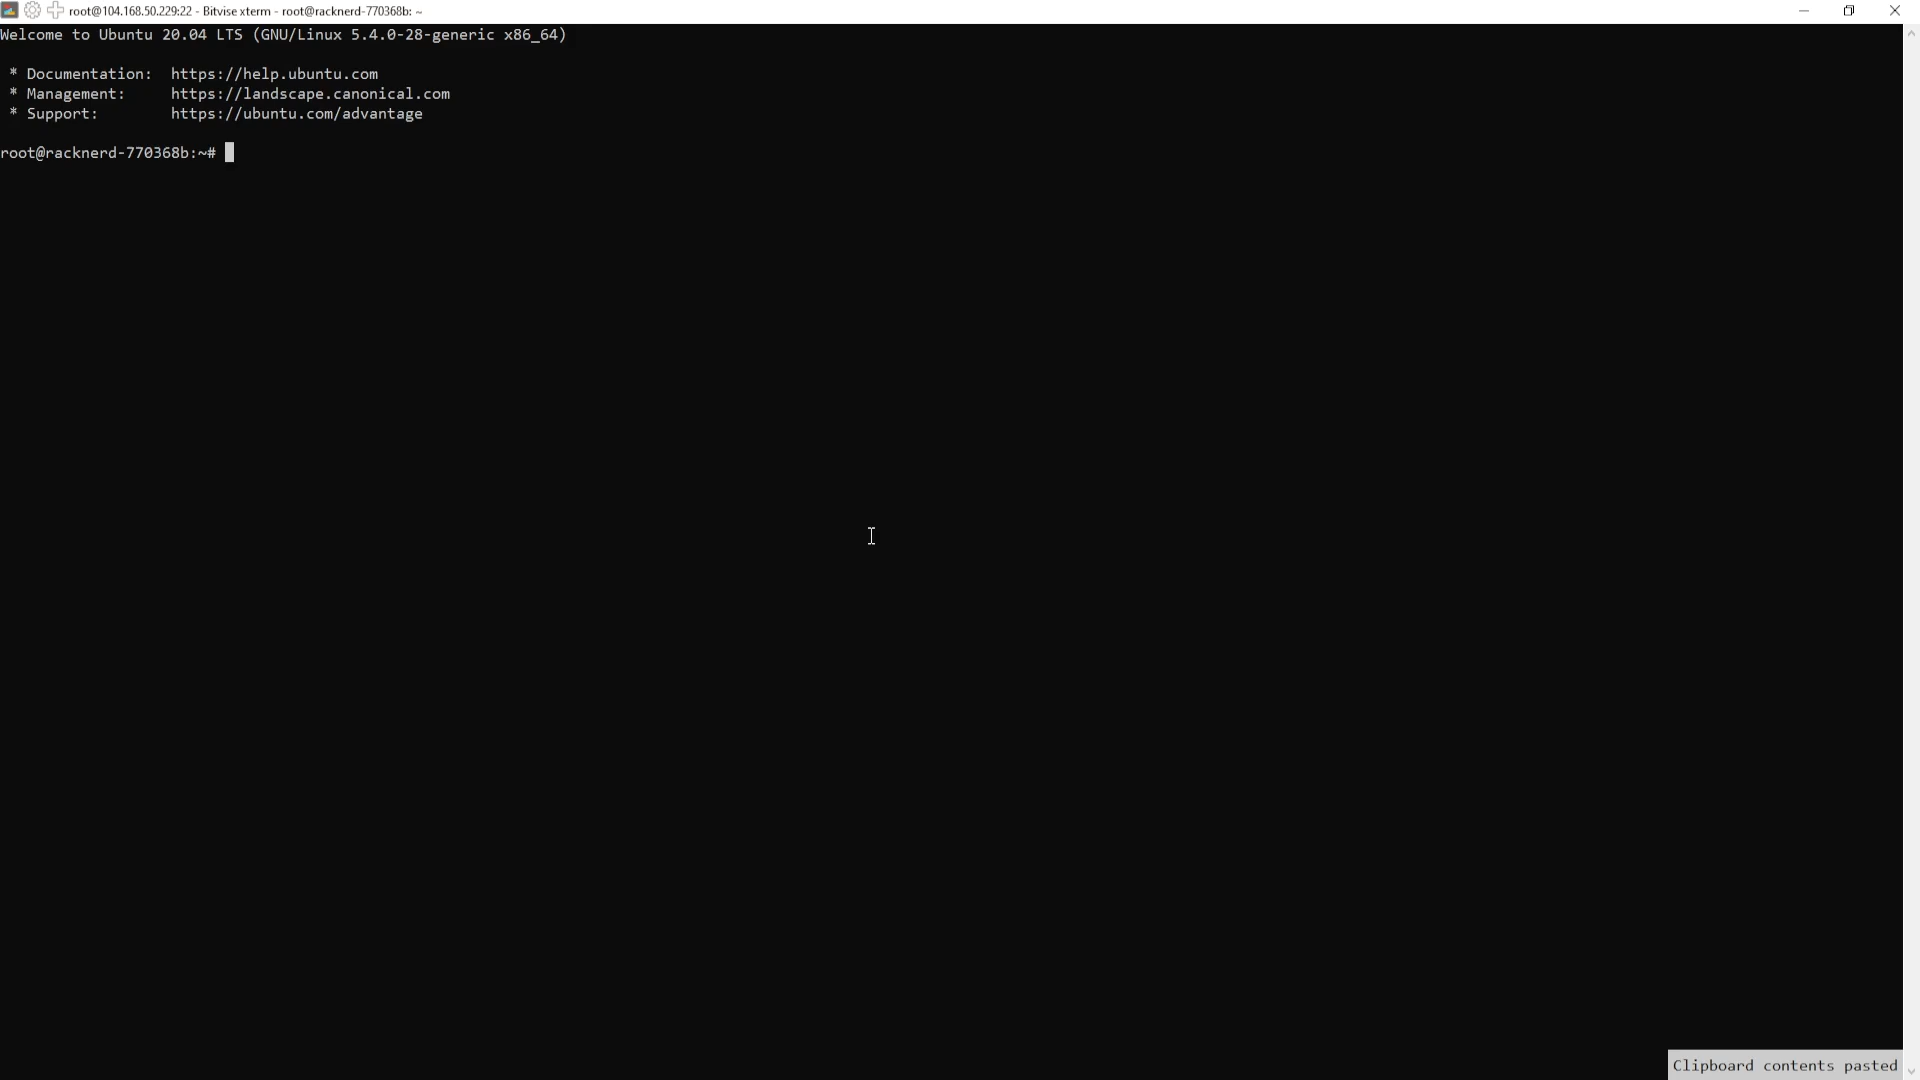 root@104.168.50.229:22 - Bitvise xterm - root@racknerd-770368b: ~
Welcome to Ubuntu 20.04 LTS (GNU/Linux 5.4.0-28-generic x86_64)
* Documentation:  https://help.ubuntu.com
* Management:     https://landscape.canonical.com
* Support:        https://ubuntu.com/advantage
root@racknerd-770368b:~#
Clipboard contents pasted